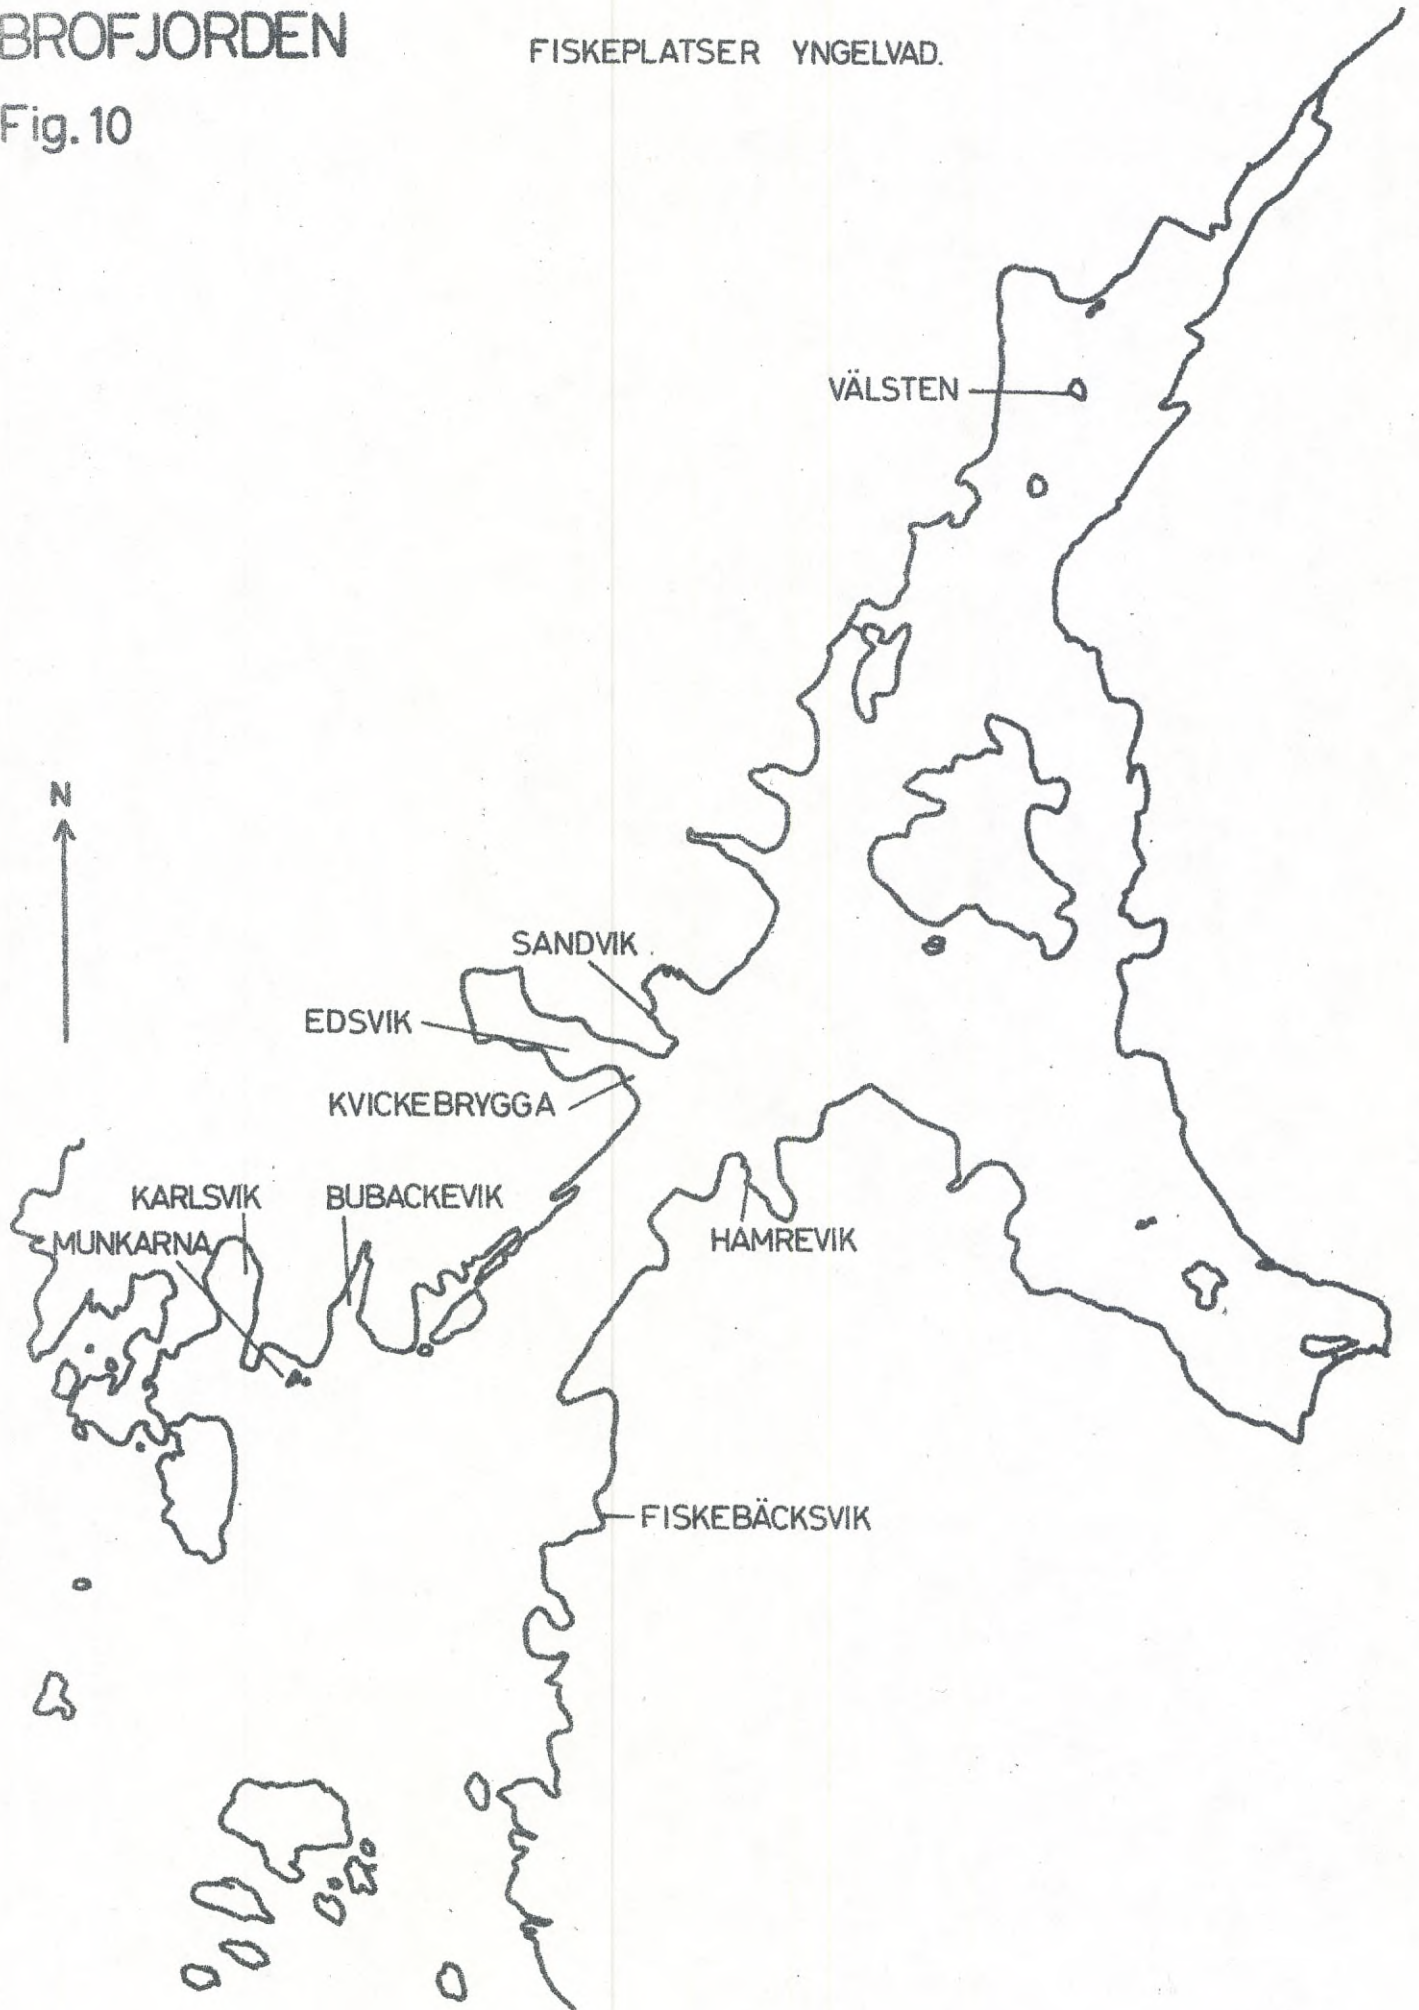 BROFJORDEN
FISKEPLATSER YNGELVAD.
Fig. 10
VÄLSTEN
N
SANDVIK
EDSVIK
KVICKEBRYGGA
KARLSVIK
BUBACKEVIK
MUNKARNA
HAMREVIK
FISKEBÄCKSVIK